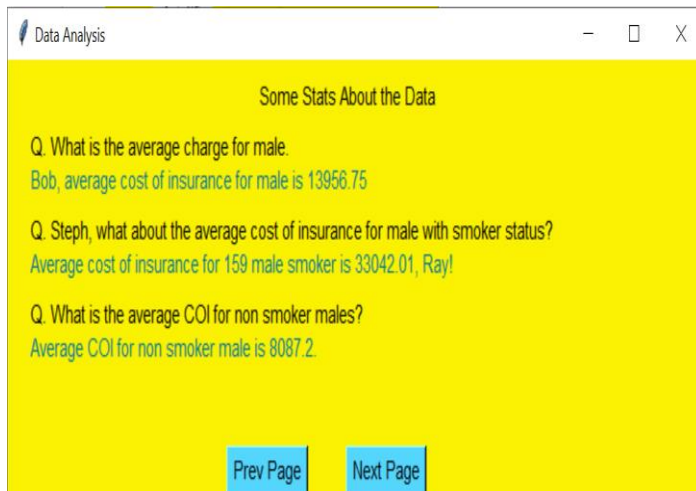 Data Analysis
Some Stats About the Data
Q. What is the average charge for male.
Bob, average cost of insurance for male is 13956.75
Q. Steph, what about the average cost of insurance for male with smoker status?
Average cost of insurance for 159 male smoker is 33042.01, Ray!
Q. What is the average COI for non smoker males?
Average COI for non smoker male is 8087.2.
Prev Page Next Page